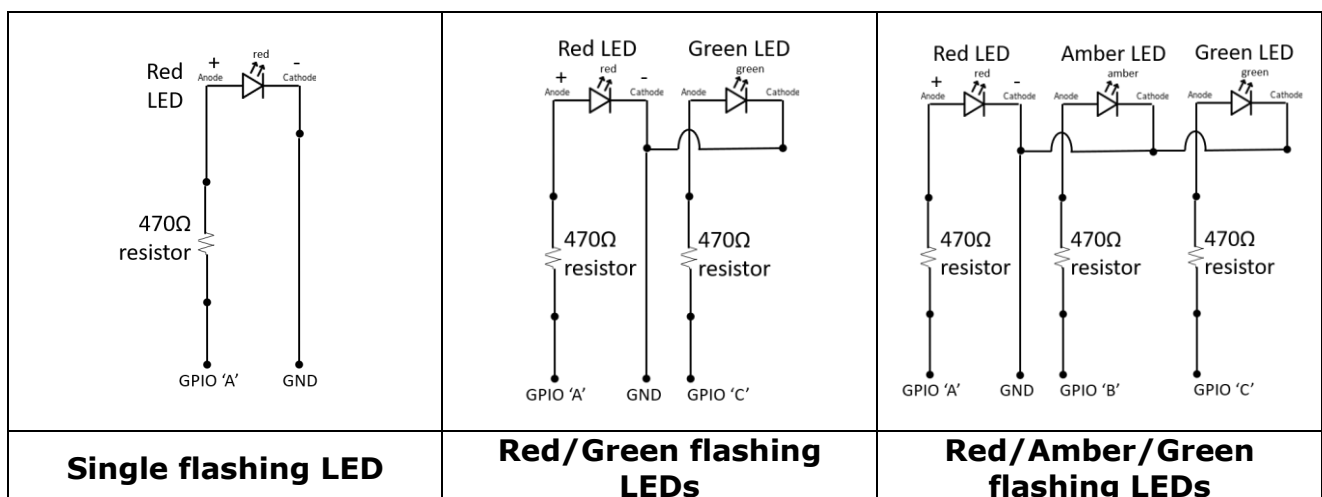 red
+ -
Red Anode Cathode
LED
470Ω
resistor
GPIO ‘A’ GND
Single flashing LED
Red LED Green LED
+ red - green
Anode Cathode Anode Cathode
470Ω 470Ω
resistor resistor
GPIO ‘A’ GND GPIO ‘C’
Red/Green flashing
LEDs
Red LED Amber LED Green LED
+ red - amber green
Anode Cathode Anode Cathode Anode Cathode
470Ω 470Ω 470Ω
resistor resistor resistor
GPIO ‘A’ GND GPIO ‘B’ GPIO ‘C’
Red/Amber/Green
flashing LEDs